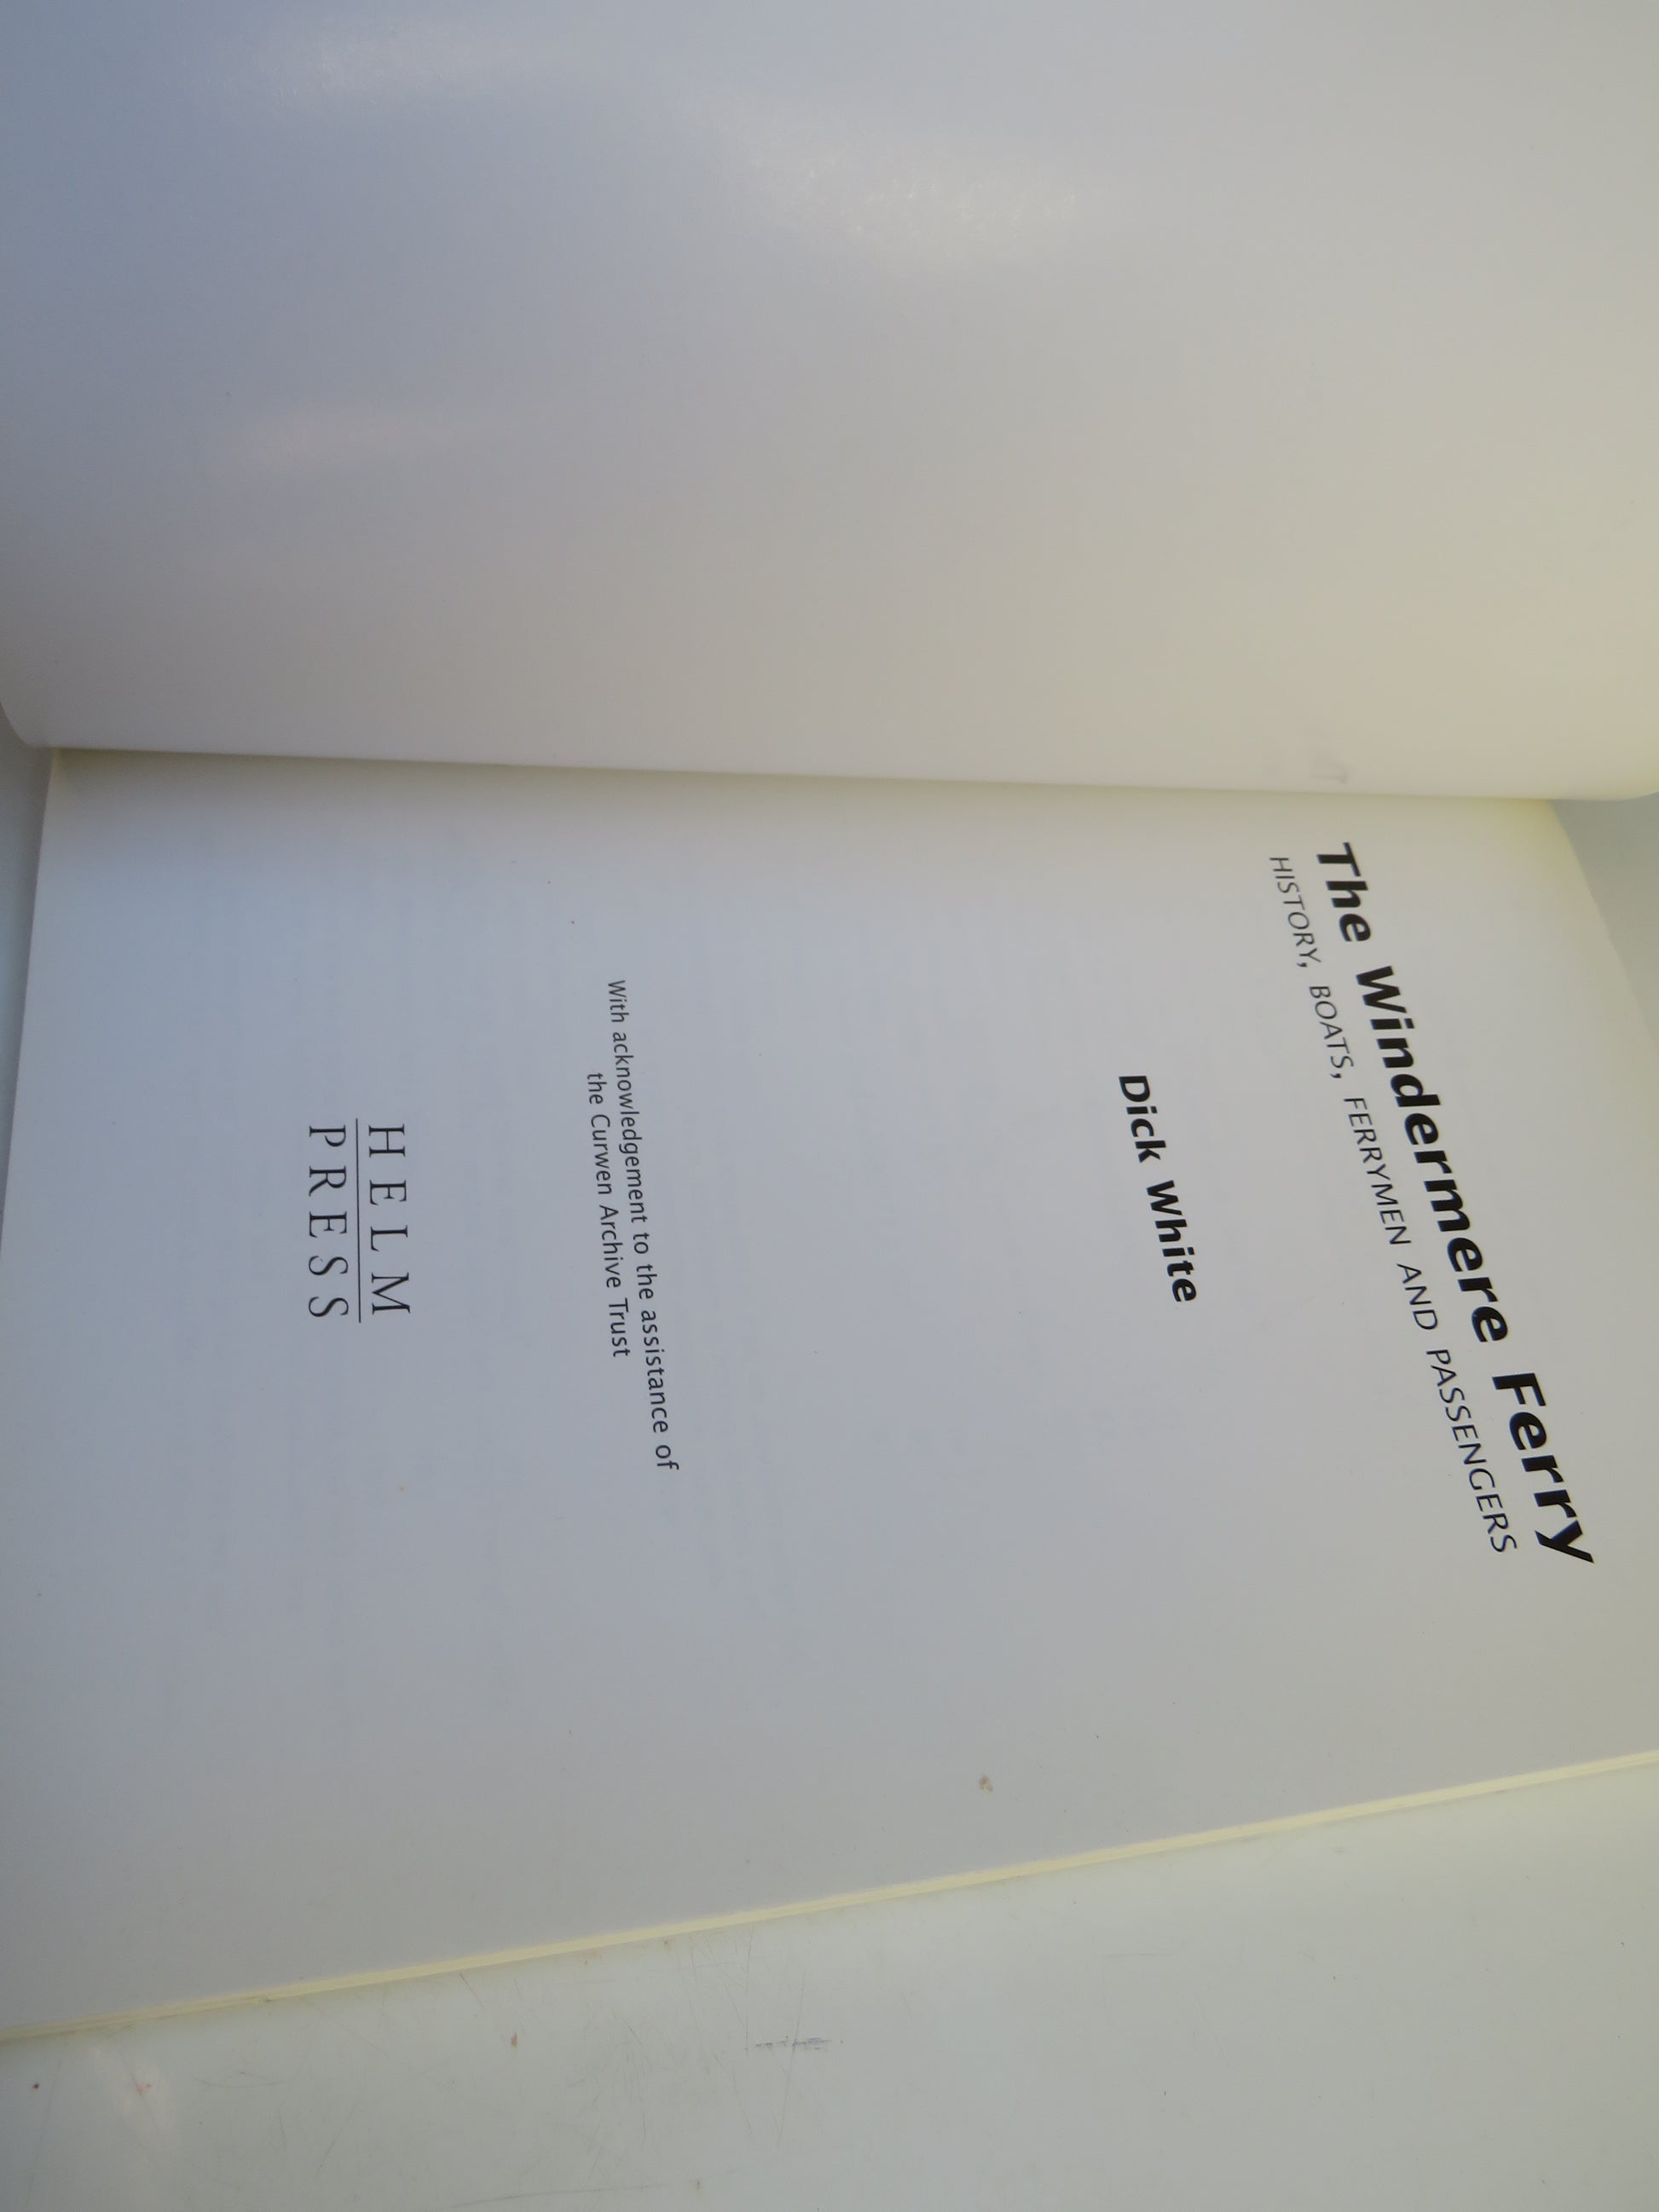 The Windermere Ferry
HISTORY, BOATS, FERRYMEN AND PASSENGERS
Dick White
With acknowledgement to the assistance of
the Curwen Archive Trust
HELM
PRESS